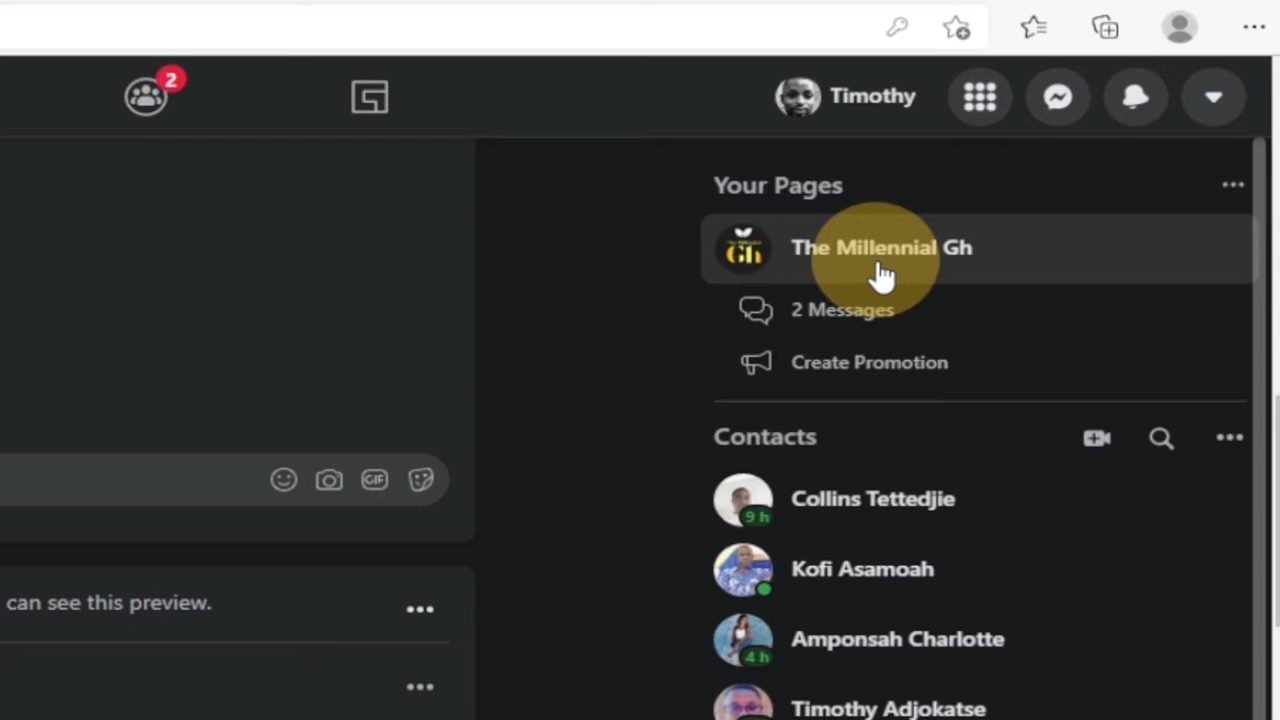 2
Timothy
Your Pages
Gh
The Millennial Gh
2 Messages
Create Promotion
Contacts
GIF
Collins Tettedjie
9 h
Kofi Asamoah
can see this preview.
Amponsah Charlotte
4 h
Timothy Adjokatse